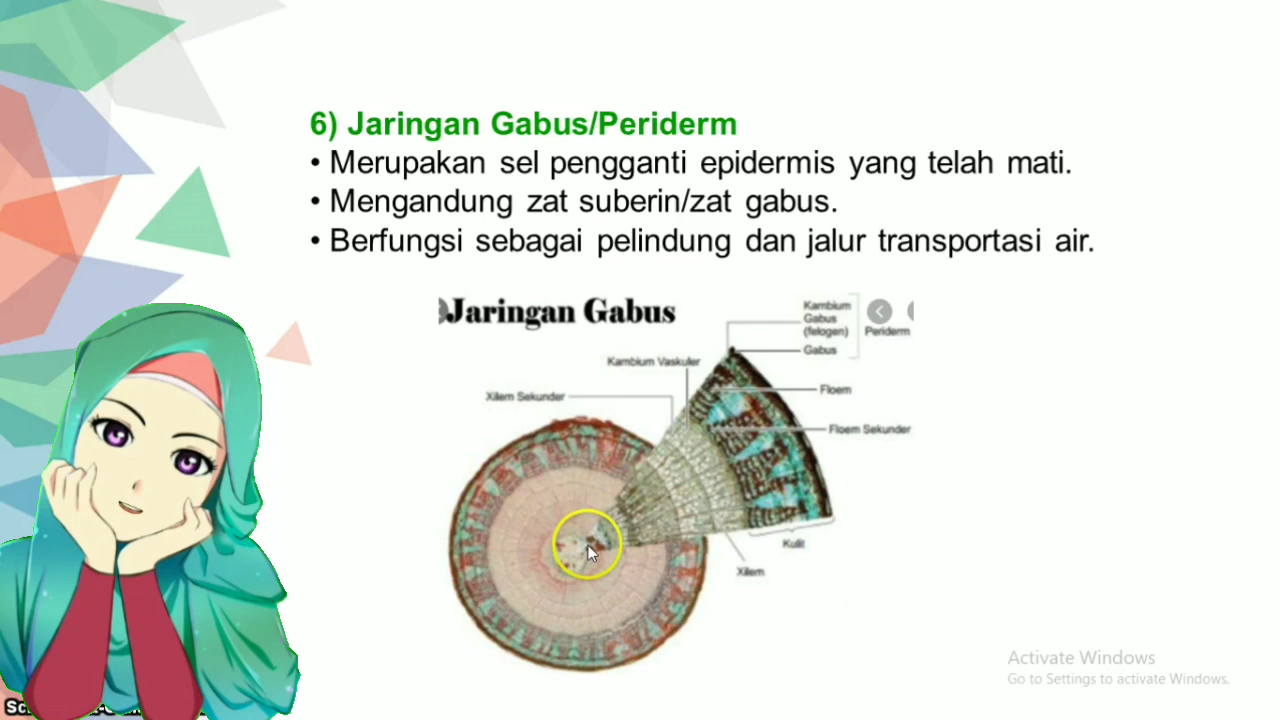 6) Jaringan Gabus/Periderm
• Merupakan sel pengganti epidermis yang telah mati.
• Mengandung zat suberin/zat gabus.
• Berfungsi sebagai pelindung dan jalur transportasi air.
Jaringan Gabus
Kambium
Gabus
(felogen)
Periderm
Gabus
Kambium Vaskuler
Floem
Xilem Sekunder
Floem Sekunder
Kulit
Xilem
Activate Windows
Go to Settings to activate Windows.